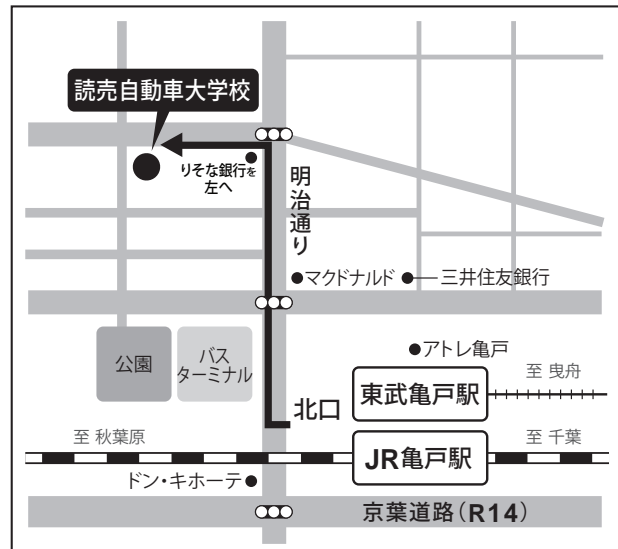 読売自動車大学校
りそな銀行を
左へ
明治通り
マクドナルド
三井住友銀行
公園
バス
ターミナル
アトレ亀戸
東武亀戸駅
至 曳舟
北口
至 秋葉原
JR亀戸駅
至 千葉
ドン・キホーテ
京葉道路(R14)